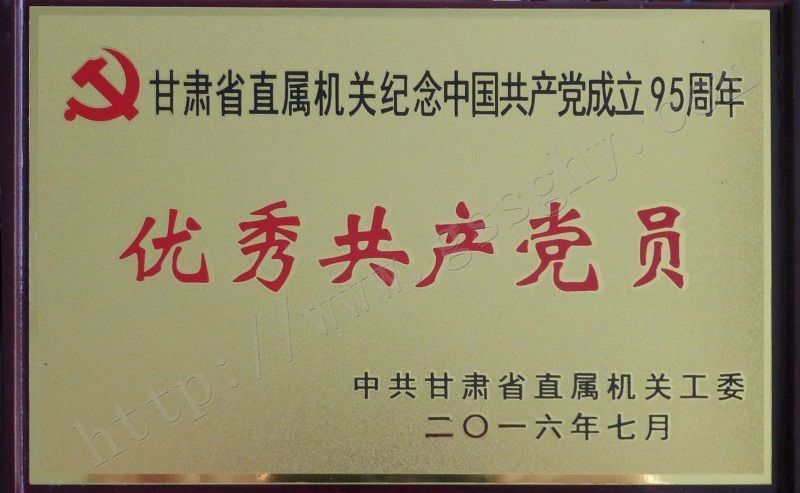 甘肃省直属机关纪念中国共产党成立95周年
优秀共产党员
中共甘肃省直属机关工委
二〇一六年七月